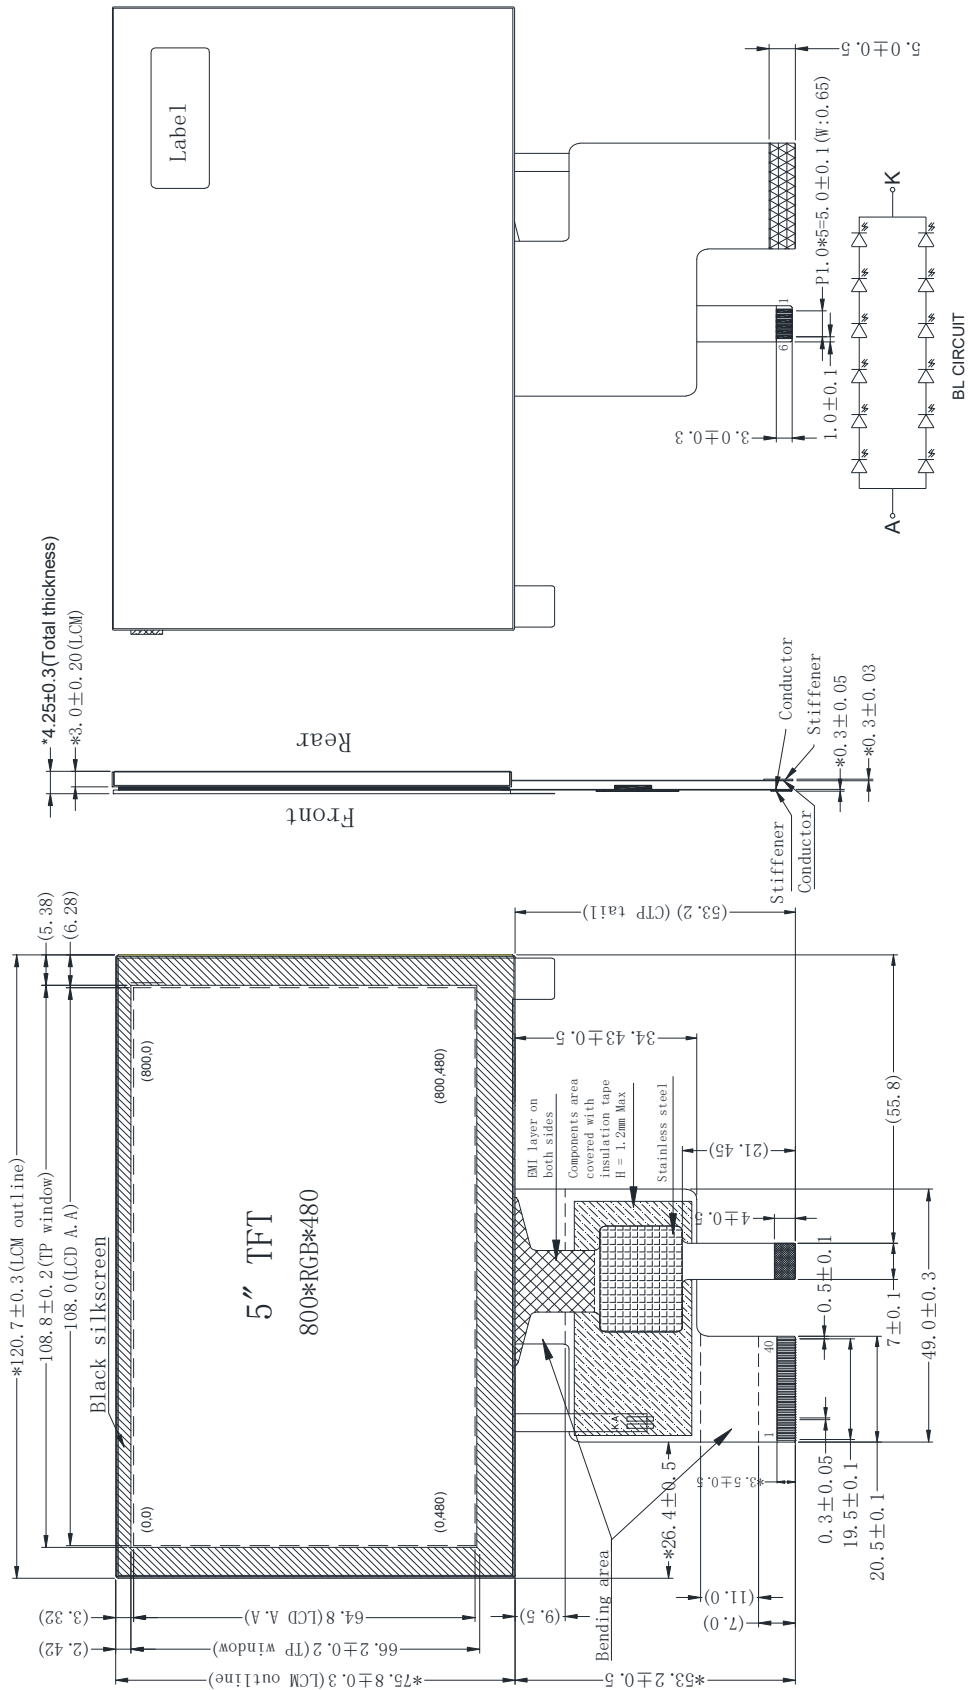 *120.7±0.3(LCM outline)
108.8±0.2(TP window)
108.0(LCD A.A)
(5.38)
(6.28)
Black silkscreen
(0,0)
(800,0)
(0,480)
(800,480)
5" TFT
800*RGB*480
(3.32)
64.8(LCD A.A)
(2.42)
66.2±0.2(TP window)
*75.8±0.3(LCM outline)
*53.2±0.5
(9.5)
(11.0)
(7.0)
Bending area
*26.4±0.5
*3.5±0.5
KA
1
40
0.3±0.05
19.5±0.1
20.5±0.1
0.5±0.1
7±0.1
49.0±0.3
(55.8)
4±0.5
(21.45)
34.43±0.5
(53.2)(CTP tail)
EMI layer on
both sides
Components area
covered with
insulation tape
H = 1.2mm Max
Stainless steel
*4.25±0.3(Total thickness)
*3.0±0.20(LCM)
Front
Rear
Stiffener
Conductor
Conductor
Stiffener
*0.3±0.05
*0.3±0.03
Label
5.0±0.5
P1.0*5=5.0±0.1(W:0.65)
1.0±0.1
3.0±0.3
6
1
A
K
BL CIRCUIT